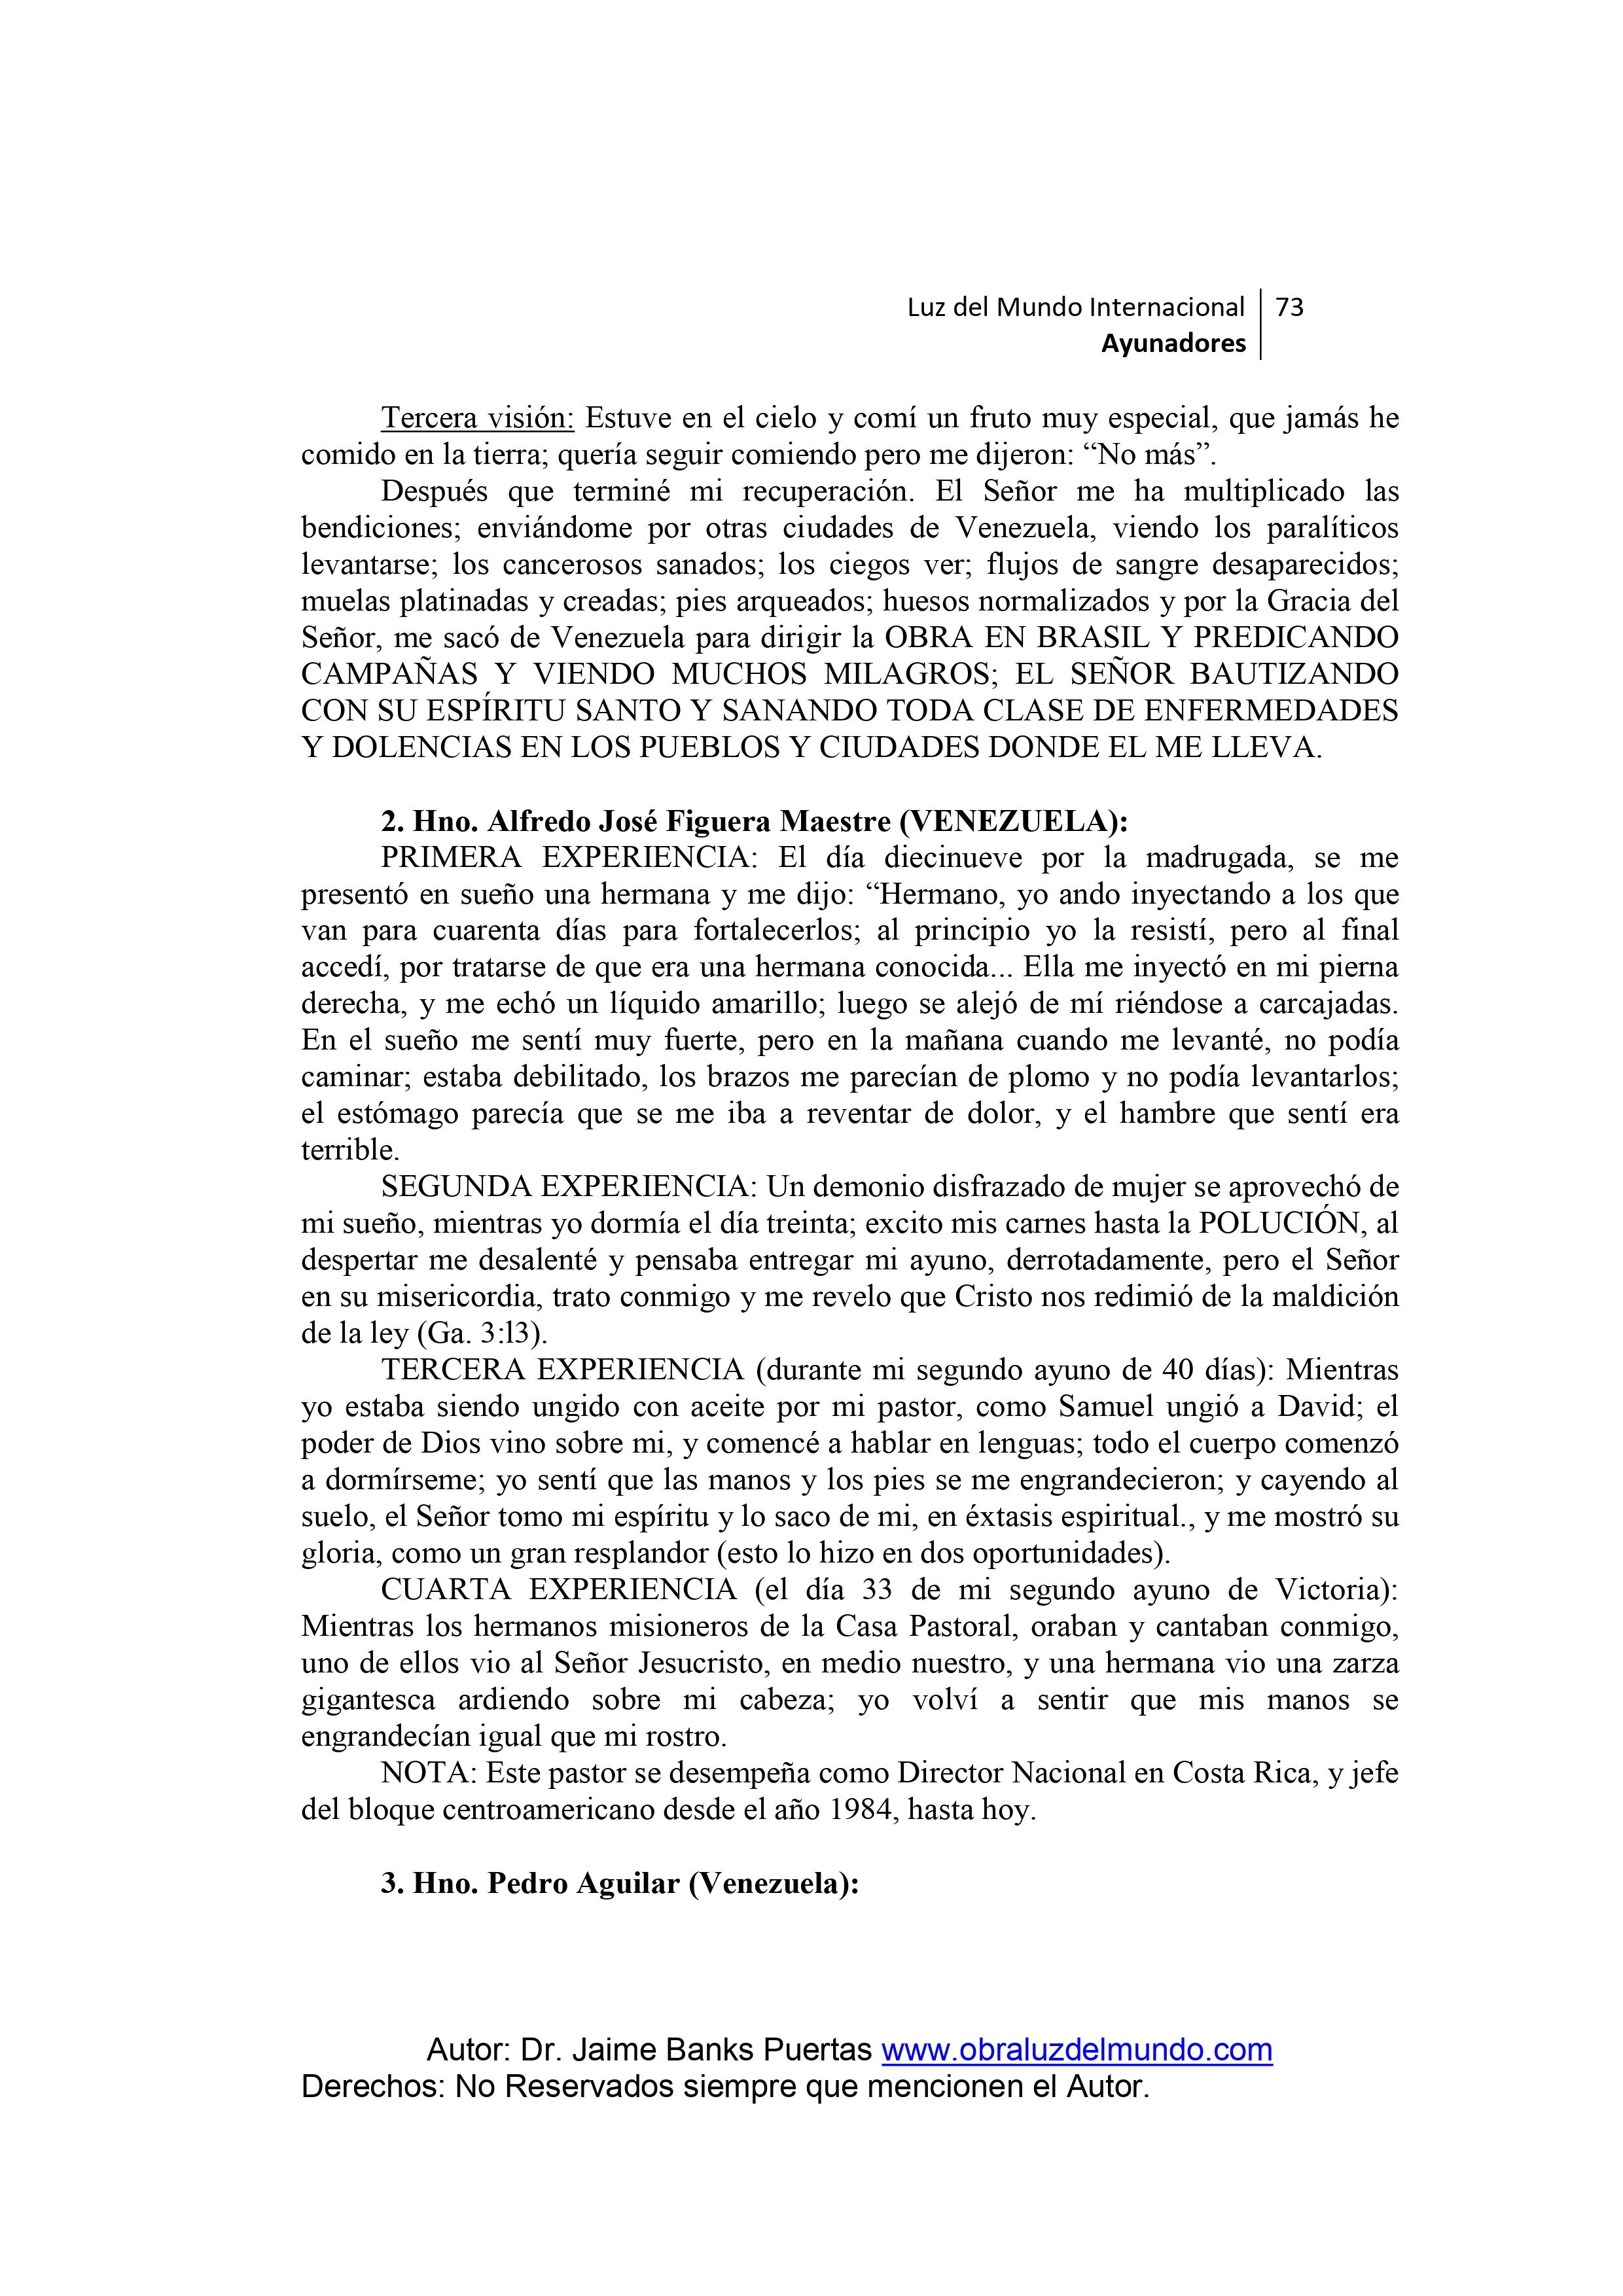 Luz del Mundo Internacional 73
Ayunadores
Tercera visión: Estuve en el cielo y comí un fruto muy especial, que jamás he
comido en la tierra; quería seguir comiendo pero me dijeron: “No más”.
Después que terminé mi recuperación. El Señor me ha multiplicado las
bendiciones; enviándome por otras ciudades de Venezuela, viendo los paralíticos
levantarse; los cancerosos sanados; los ciegos ver; flujos de sangre desaparecidos;
muelas platinadas y creadas; pies arqueados; huesos normalizados y por la Gracia del
Señor, me sacó de Venezuela para dirigir la OBRA EN BRASIL Y PREDICANDO
CAMPAÑAS Y VIENDO MUCHOS MILAGROS; EL SEÑOR BAUTIZANDO
CON SU ESPÍRITU SANTO Y SANANDO TODA CLASE DE ENFERMEDADES
Y DOLENCIAS EN LOS PUEBLOS Y CIUDADES DONDE EL ME LLEVA.
2. Hno. Alfredo José Figuera Maestre (VENEZUELA):
PRIMERA EXPERIENCIA: El día diecinueve por la madrugada, se me
presentó en sueño una hermana y me dijo: “Hermano, yo ando inyectando a los que
van para cuarenta días para fortalecerlos; al principio yo la resistí, pero al final
accedí, por tratarse de que era una hermana conocida... Ella me inyectó en mi pierna
derecha, y me echó un líquido amarillo; luego se alejó de mí riéndose a carcajadas.
En el sueño me sentí muy fuerte, pero en la mañana cuando me levanté, no podía
caminar; estaba debilitado, los brazos me parecían de plomo y no podía levantarlos;
el estómago parecía que se me iba a reventar de dolor, y el hambre que sentí era
terrible.
SEGUNDA EXPERIENCIA: Un demonio disfrazado de mujer se aprovechó de
mi sueño, mientras yo dormía el día treinta; excito mis carnes hasta la POLUCIÓN, al
despertar me desalenté y pensaba entregar mi ayuno, derrotadamente, pero el Señor
en su misericordia, trato conmigo y me revelo que Cristo nos redimió de la maldición
de la ley (Ga. 3:l3).
TERCERA EXPERIENCIA (durante mi segundo ayuno de 40 días): Mientras
yo estaba siendo ungido con aceite por mi pastor, como Samuel ungió a David; el
poder de Dios vino sobre mi, y comencé a hablar en lenguas; todo el cuerpo comenzó
a dormírseme; yo sentí que las manos y los pies se me engrandecieron; y cayendo al
suelo, el Señor tomo mi espíritu y lo saco de mi, en éxtasis espiritual., y me mostró su
gloria, como un gran resplandor (esto lo hizo en dos oportunidades).
CUARTA EXPERIENCIA (el día 33 de mi segundo ayuno de Victoria):
Mientras los hermanos misioneros de la Casa Pastoral, oraban y cantaban conmigo,
uno de ellos vio al Señor Jesucristo, en medio nuestro, y una hermana vio una zarza
gigantesca ardiendo sobre mi cabeza; yo volví a sentir que mis manos se
engrandecían igual que mi rostro.
NOTA: Este pastor se desempeña como Director Nacional en Costa Rica, y jefe
del bloque centroamericano desde el año 1984, hasta hoy.
3. Hno. Pedro Aguilar (Venezuela):
Autor: Dr. Jaime Banks Puertas www.obraluzdelmundo.com
Derechos: No Reservados siempre que mencionen el Autor.